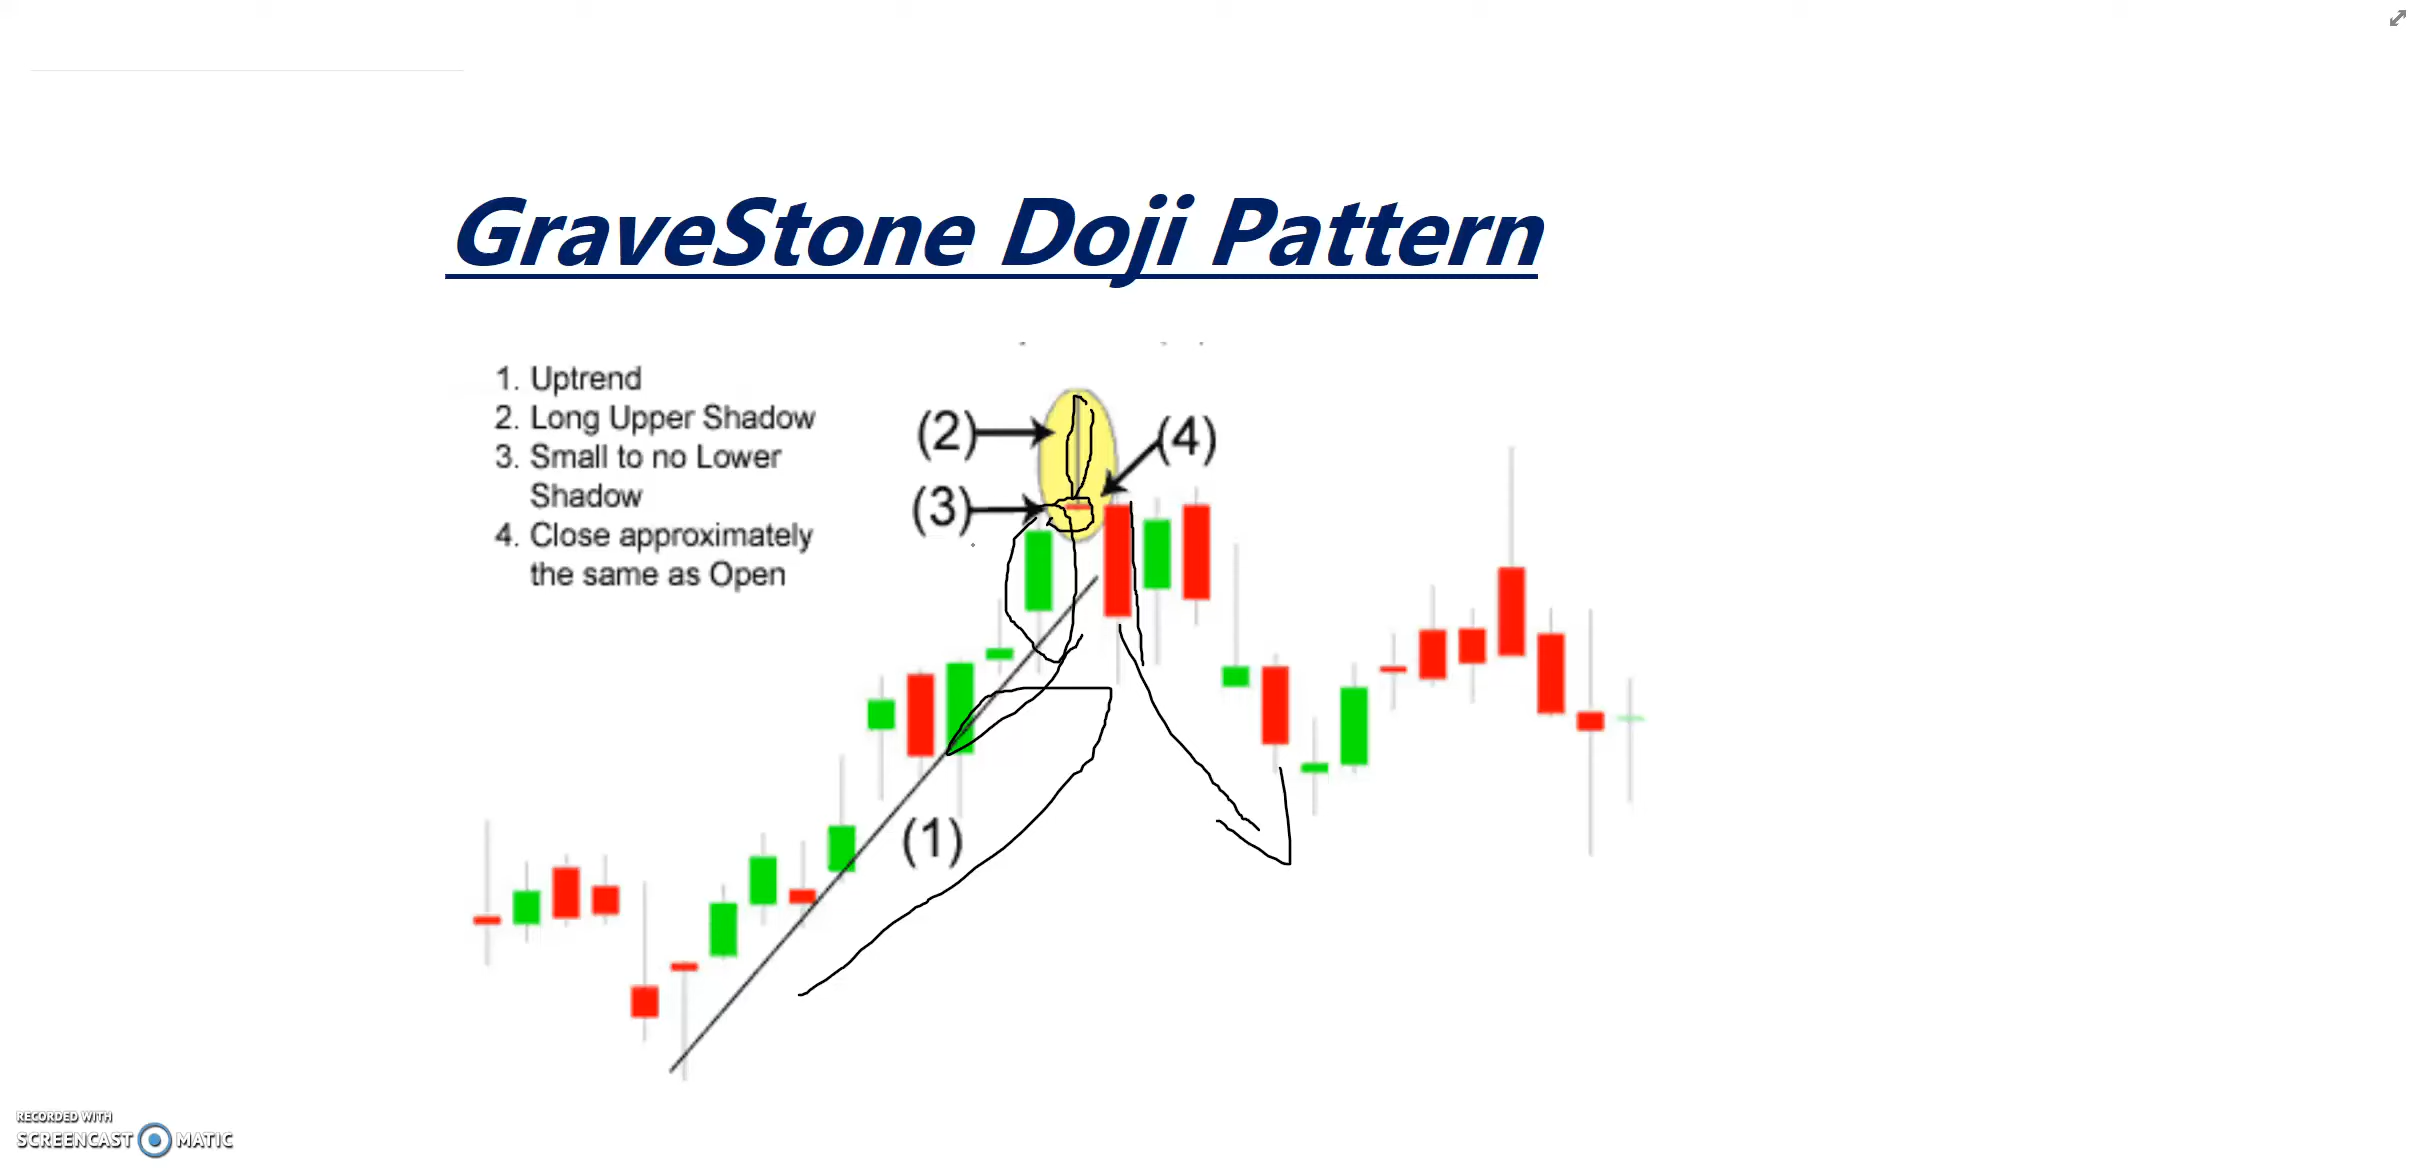 GraveStone Doji Pattern
1. Uptrend
2. Long Upper Shadow
3. Small to no Lower
Shadow
4. Close approximately
the same as Open
(2)
(4)
(3)
(1)
RECORDED WITH
SCREENCAST MATIC